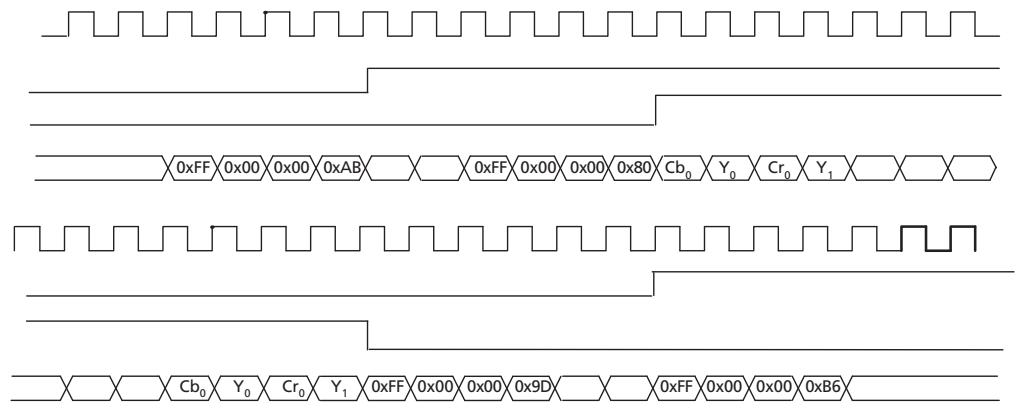 0xFF 0x00 0x00 0xAB 0xFF 0x00 0x00 0x80 Cb₀ Y₀ Cr₀ Y₁
Cb₀ Y₀ Cr₀ Y₁ 0xFF 0x00 0x00 0x9D 0xFF 0x00 0x00 0xB6